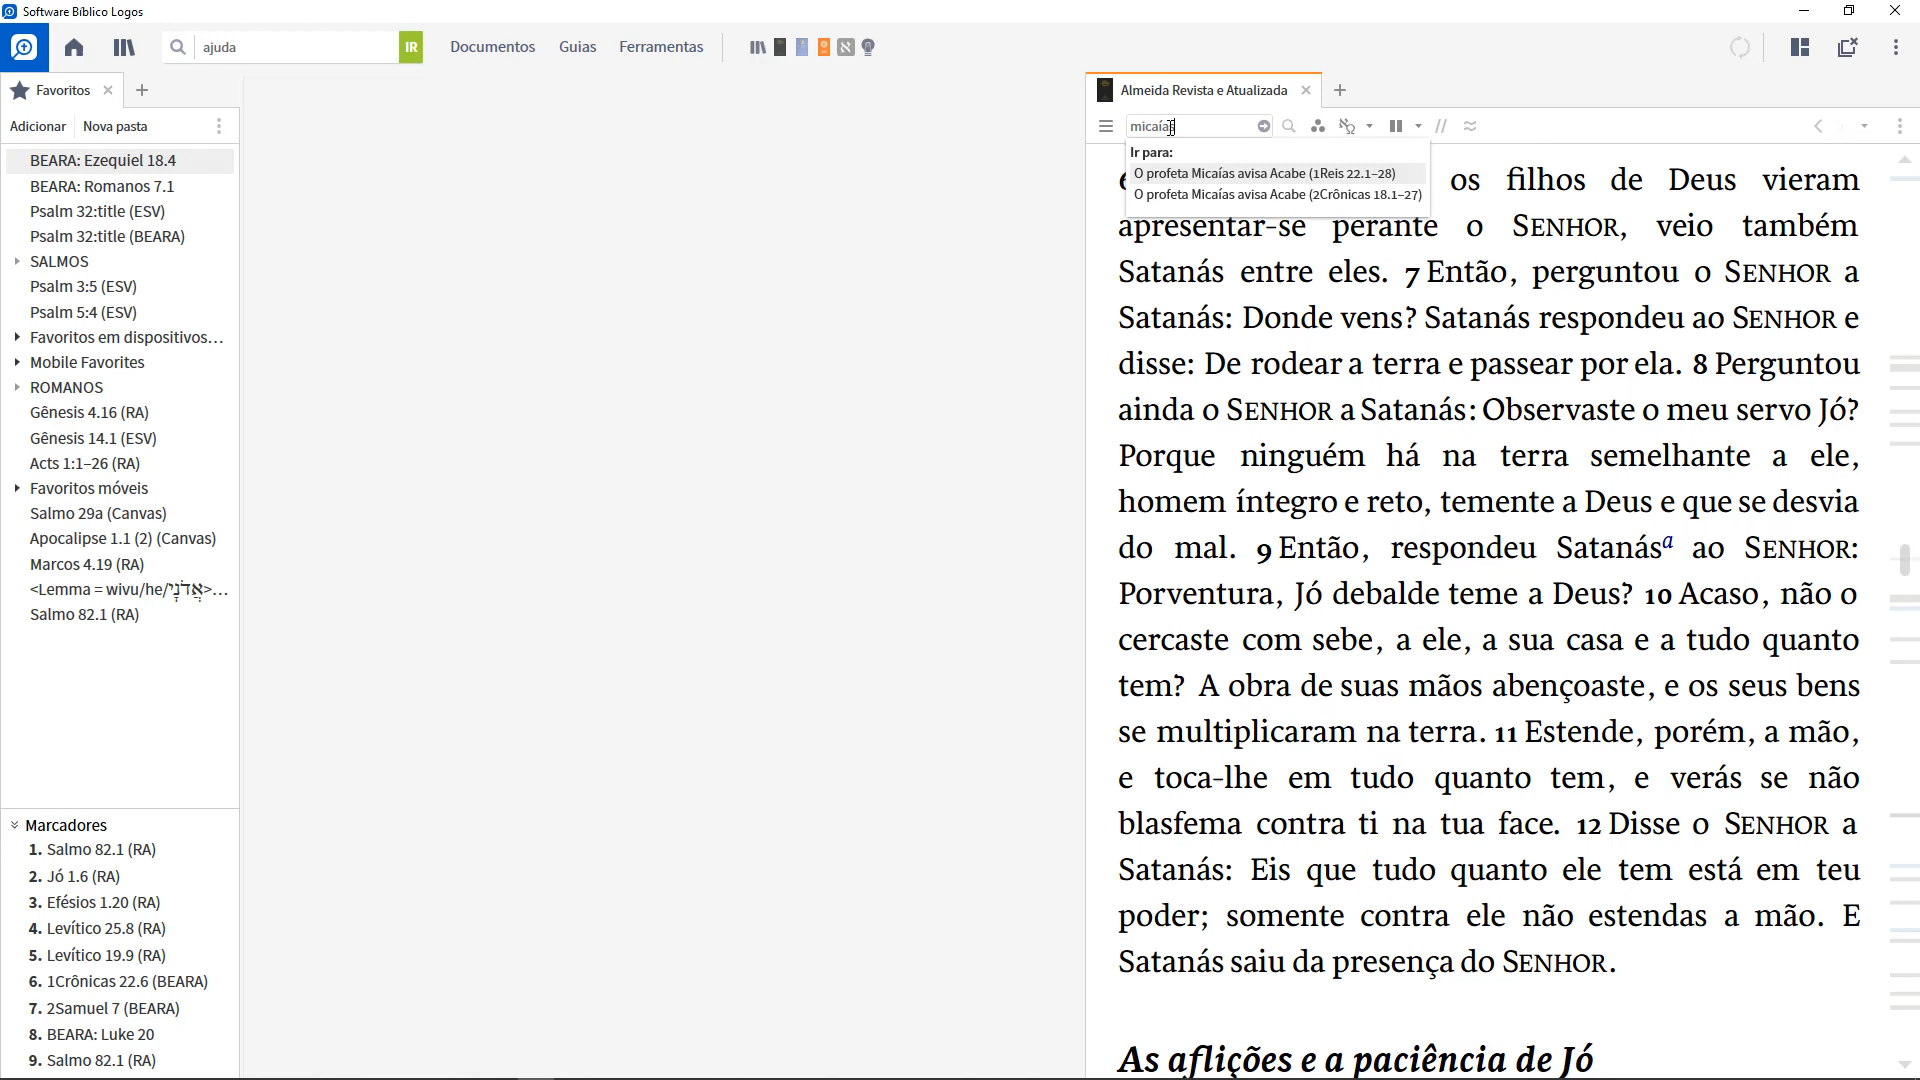 Software Bíblico Logos
ajuda
IR
Documentos
Guias
Ferramentas
Favoritos
Adicionar
Nova pasta
BEARA: Ezequiel 18.4
BEARA: Romanos 7.1
Psalm 32:title (ESV)
Psalm 32:title (BEARA)
SALMOS
Psalm 3:5 (ESV)
Psalm 5:4 (ESV)
Favoritos em dispositivos…
Mobile Favorites
ROMANOS
Gênesis 4.16 (RA)
Gênesis 14.1 (ESV)
Acts 1:1–26 (RA)
Favoritos móveis
Salmo 29a (Canvas)
Apocalipse 1.1 (2) (Canvas)
Marcos 4.19 (RA)
<Lemma = wivu/he/אֲדֹנָי>…
Salmo 82.1 (RA)
Marcadores
1. Salmo 82.1 (RA)
2. Jó 1.6 (RA)
3. Efésios 1.20 (RA)
4. Levítico 25.8 (RA)
5. Levítico 19.9 (RA)
6. 1Crônicas 22.6 (BEARA)
7. 2Samuel 7 (BEARA)
8. BEARA: Luke 20
9. Salmo 82.1 (RA)
Almeida Revista e Atualizada
micaías
Ir para:
O profeta Micaías avisa Acabe (1Reis 22.1–28)
O profeta Micaías avisa Acabe (2Crônicas 18.1–27)
os filhos de Deus vieram
apresentar-se perante o SENHOR, veio também
Satanás entre eles. 7 Então, perguntou o SENHOR a
Satanás: Donde vens? Satanás respondeu ao SENHOR e
disse: De rodear a terra e passear por ela. 8 Perguntou
ainda o SENHOR a Satanás: Observaste o meu servo Jó?
Porque ninguém há na terra semelhante a ele,
homem íntegro e reto, temente a Deus e que se desvia
do mal. 9 Então, respondeu Satanás a ao SENHOR:
Porventura, Jó debalde teme a Deus? 10 Acaso, não o
cercaste com sebe, a ele, a sua casa e a tudo quanto
tem? A obra de suas mãos abençoaste, e os seus bens
se multiplicaram na terra. 11 Estende, porém, a mão,
e toca-lhe em tudo quanto tem, e verás se não
blasfema contra ti na tua face. 12 Disse o SENHOR a
Satanás: Eis que tudo quanto ele tem está em teu
poder; somente contra ele não estendas a mão. E
Satanás saiu da presença do SENHOR.
As aflições e a paciência de Jó